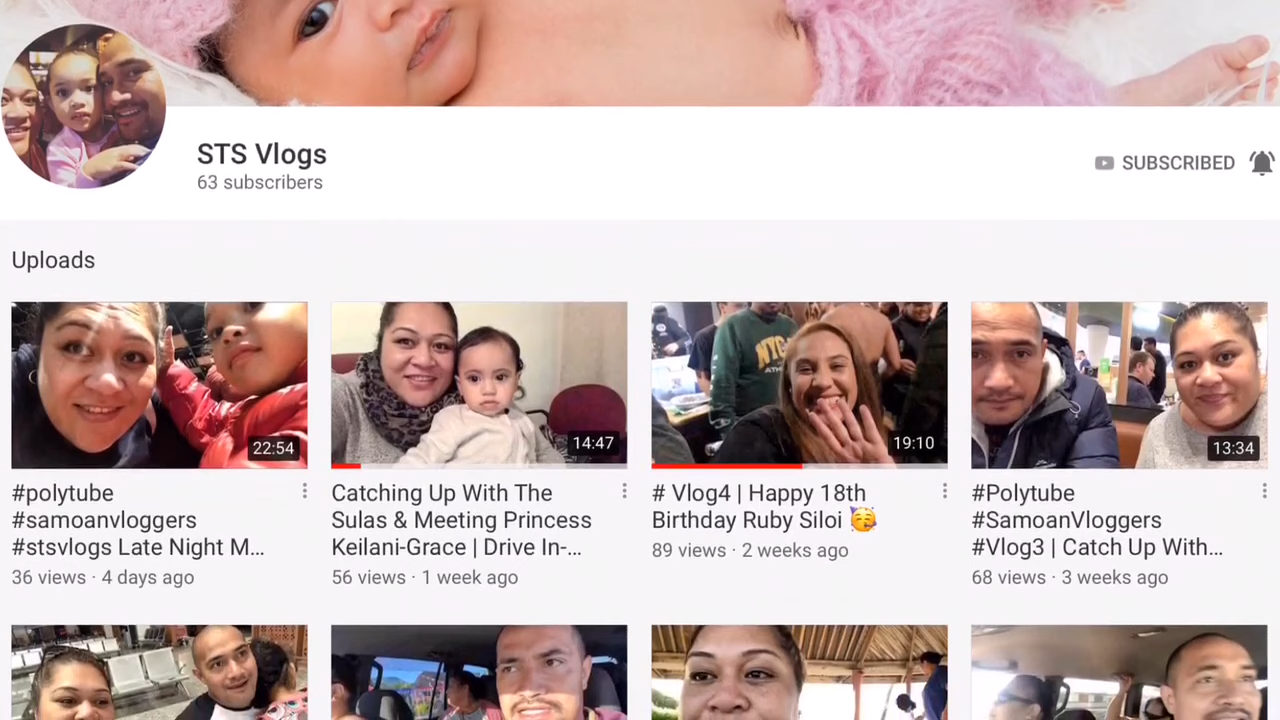 STS Vlogs
63 subscribers
SUBSCRIBED
Uploads
22:54
14:47
19:10
13:34
#polytube
#samoanvloggers
#stsvlogs Late Night M...
36 views · 4 days ago
Catching Up With The
Sulas & Meeting Princess
Keilani-Grace | Drive In-...
56 views · 1 week ago
# Vlog4 | Happy 18th
Birthday Ruby Siloi 🥳
89 views · 2 weeks ago
#Polytube
#SamoanVloggers
#Vlog3 | Catch Up With...
68 views · 3 weeks ago